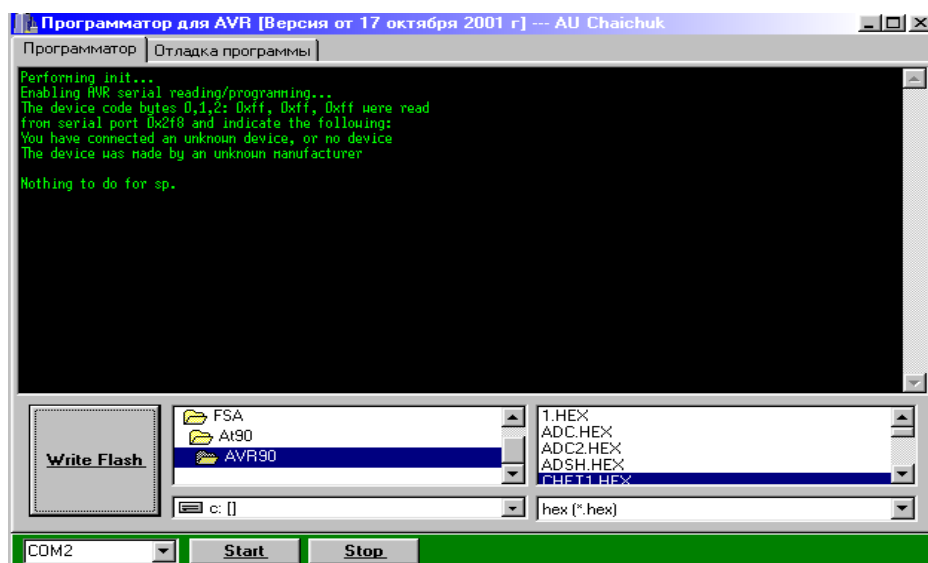 Программатор для AVR [Версия от 17 октября 2001 г] --- AU Chaichuk
Программатор Отладка программы
Performing init...
Enabling AVR serial reading/programming...
The device code bytes 0,1,2: 0xff, 0xff, 0xff were read
from serial port 0x2f8 and indicate the following:
You have connected an unknown device, or no device
The device was made by an unknown manufacturer
Nothing to do for sp.
Write Flash
FSA
At90
AVR90
c: []
1.HEX
ADC.HEX
ADC2.HEX
ADSH.HEX
CHET1.HEX
hex (*.hex)
COM2 Start Stop